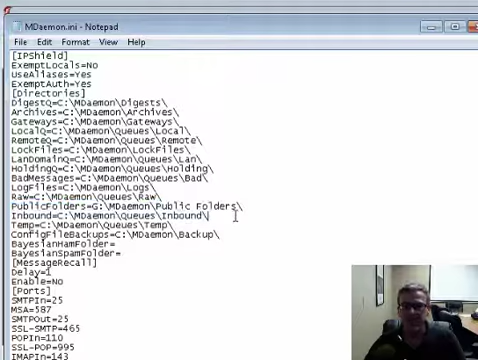 MDaemon.ini - Notepad
File Edit Format View Help
[IPShield]
ExemptLocals=No
UseAliases=Yes
ExemptAuth=Yes
[Directories]
DigestQ=C:\MDaemon\Digests\
Archives=C:\MDaemon\Archives\
Gateways=C:\MDaemon\Gateways\
LocalQ=C:\MDaemon\Queues\Local\
RemoteQ=C:\MDaemon\Queues\Remote\
LockFiles=C:\MDaemon\LockFiles\
LanDomainQ=C:\MDaemon\Queues\Lan\
HoldingQ=C:\MDaemon\Queues\Holding\
BadMessages=C:\MDaemon\Queues\Bad\
LogFiles=C:\MDaemon\Logs\
Raw=C:\MDaemon\Queues\Raw\
PublicFolders=G:\MDaemon\Public Folders\
Inbound=C:\MDaemon\Queues\Inbound\
Temp=C:\MDaemon\Queues\Temp\
ConfigFileBackups=C:\MDaemon\Backup\
BayesianHamFolder=
BayesianSpamFolder=
[MessageRecall]
Delay=1
Enable=No
[Ports]
SMTPIn=25
MSA=587
SMTPOut=25
SSL-SMTP=465
POPIn=110
SSL-POP=995
IMAPIn=143